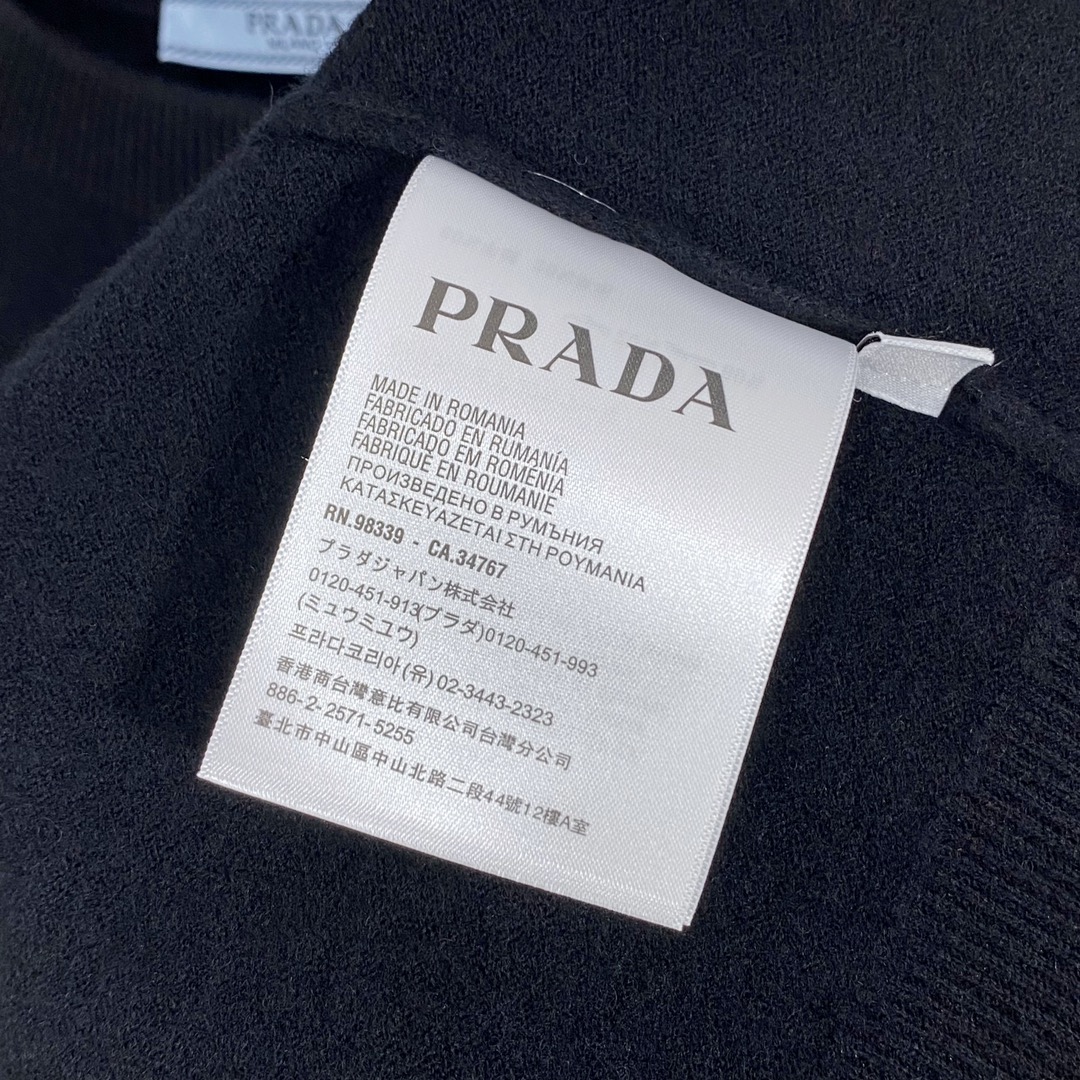 PRADA
PRADA
MADE IN ROMANIA
FABRICADO EN RUMANÍA
FABRICADO EM ROMENIA
FABRIQUE EN ROUMANIE
ПРОИЗВЕДЕНО В РУМЪНИЯ
ΚΑΤΑΣΚΕΥΑΖΕΤΑΙ ΣΤΗ ΡΟΥΜΑΝΙΑ
RN.98339 - CA.34767
プラダジャパン株式会社
0120-451-913(プラダ)0120-451-993
(ミュウミュウ)
프라다코리아(유) 02-3443-2323
香港商台灣意比有限公司台灣分公司
886-2-2571-5255
臺北市中山區中山北路二段44號12樓A室